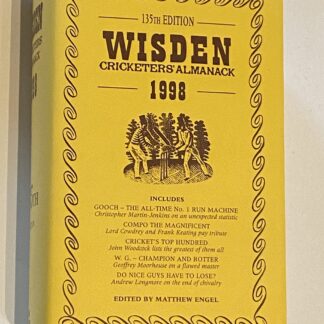 135TH EDITION
WISDEN
CRICKETERS' ALMANACK
1998
INCLUDES
GOOCH – THE ALL-TIME No. 1 RUN MACHINE
Christopher Martin-Jenkins on an unexpected statistic
COMPO THE MAGNIFICENT
Lord Cowdrey and Frank Keating pay tribute
CRICKET'S TOP HUNDRED
John Woodcock lists the greatest of them all
W. G. – CHAMPION AND ROTTER
Geoffrey Moorhouse on a flawed master
DO NICE GUYS HAVE TO LOSE?
Andrew Longmore on the end of chivalry
EDITED BY MATTHEW ENGEL